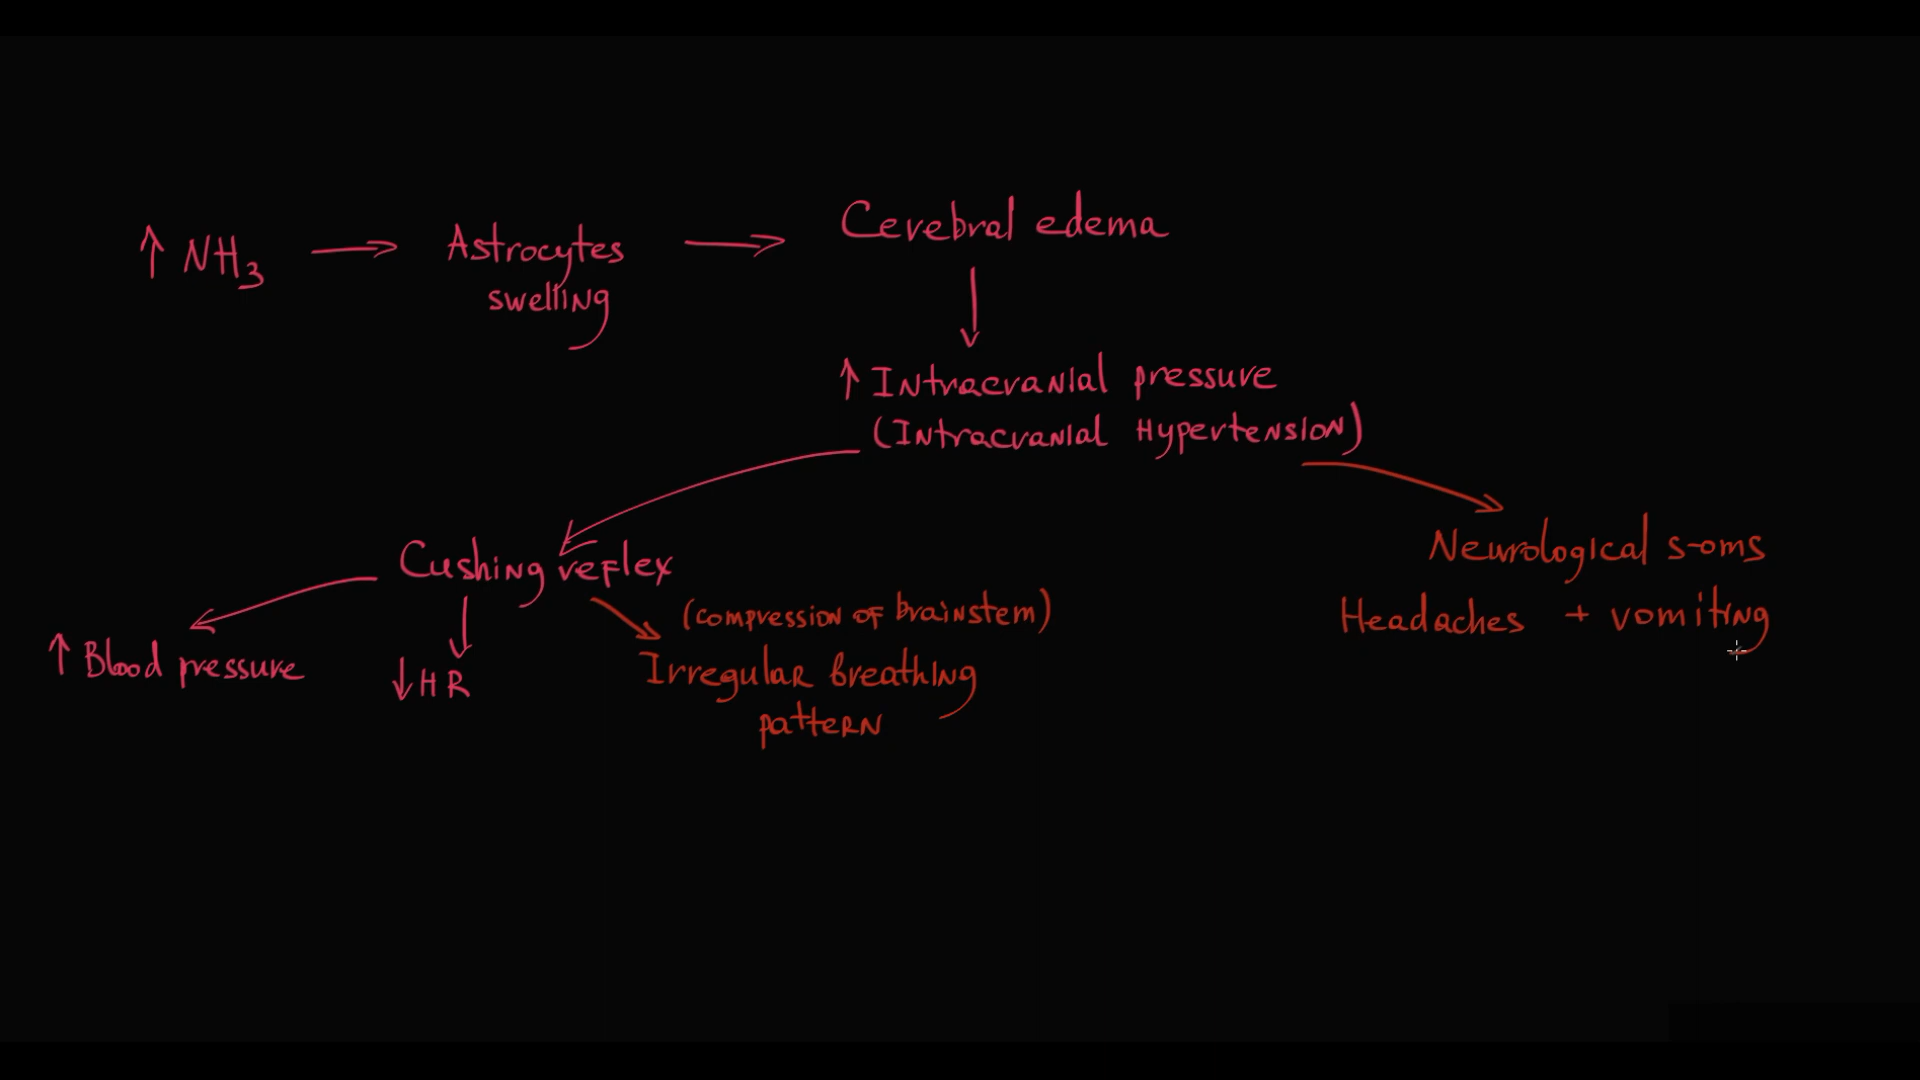 ↑ NH₃ → Astrocytes → Cerebral edema
swelling
↑ Intracranial pressure
(Intracranial Hypertension)
Cushing reflex
↑ Blood pressure
↓ HR
(compression of brainstem)
Irregular breathing
pattern
Neurological s-oms
Headaches + vomiting